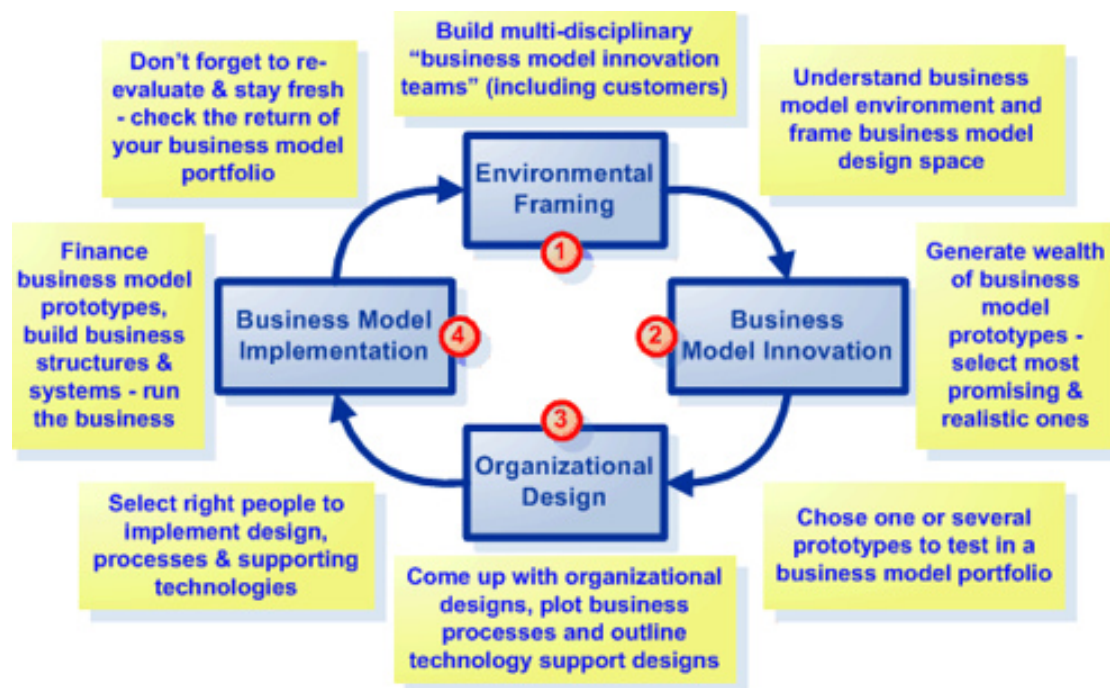 Build multi-disciplinary
“business model innovation
teams” (including customers)
Understand business
model environment and
frame business model
design space
Generate wealth
of business
model
prototypes -
select most
promising &
realistic ones
Chose one or several
prototypes to test in a
business model portfolio
Come up with organizational
designs, plot business
processes and outline
technology support designs
Select right people to
implement design,
processes & supporting
technologies
Finance
business model
prototypes,
build business
structures &
systems - run
the business
Don’t forget to re-
evaluate & stay fresh
- check the return of
your business model
portfolio
Environmental
Framing
1
Business
Model Innovation
2
Organizational
Design
3
Business Model
Implementation
4